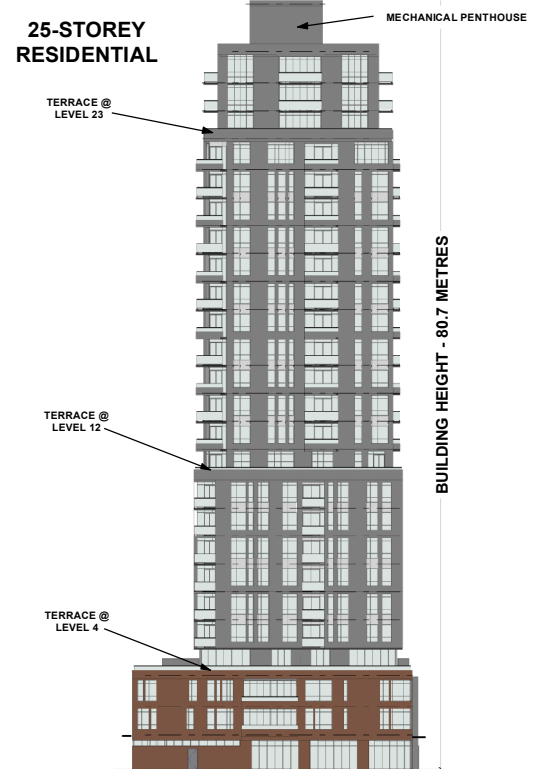 25-STOREY
RESIDENTIAL
MECHANICAL PENTHOUSE
TERRACE @
LEVEL 23
BUILDING HEIGHT - 80.7 METRES
TERRACE @
LEVEL 12
TERRACE @
LEVEL 4